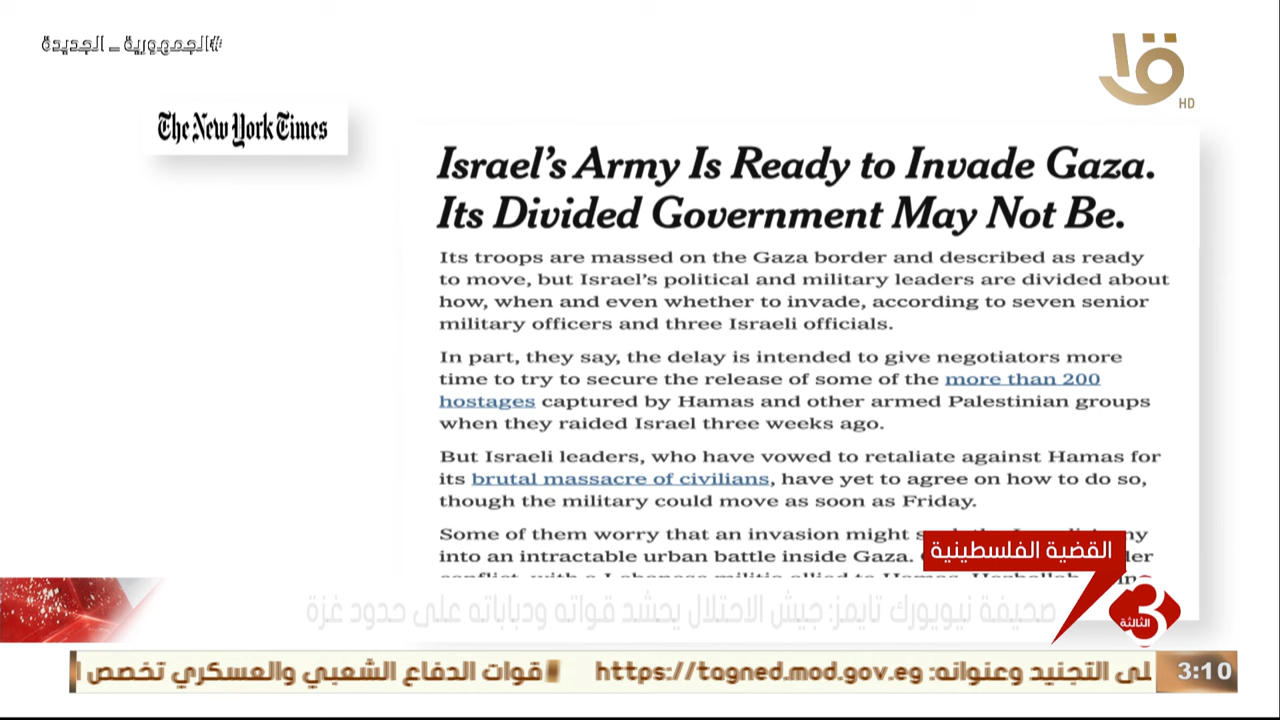 #الجمهورية_الجديدة
ق١
HD
The New York Times
Israel's Army Is Ready to Invade Gaza.
Its Divided Government May Not Be.
Its troops are massed on the Gaza border and described as ready
to move, but Israel's political and military leaders are divided about
how, when and even whether to invade, according to seven senior
military officers and three Israeli officials.
In part, they say, the delay is intended to give negotiators more
time to try to secure the release of some of the more than 200
hostages captured by Hamas and other armed Palestinian groups
when they raided Israel three weeks ago.
But Israeli leaders, who have vowed to retaliate against Hamas for
its brutal massacre of civilians, have yet to agree on how to do so,
though the military could move as soon as Friday.
Some of them worry that an invasion might
into an intractable urban battle inside Gaza.
القضية الفلسطينية
3
الثالثة
صحيفة نيويورك تايمز: جيش الاحتلال يحشد قواته ودباباته على حدود غزة
لى التجنيد وعنوانه: https://tagned.mod.gov.eg قوات الدفاع الشعبي والعسكري تخصص ا
3:10